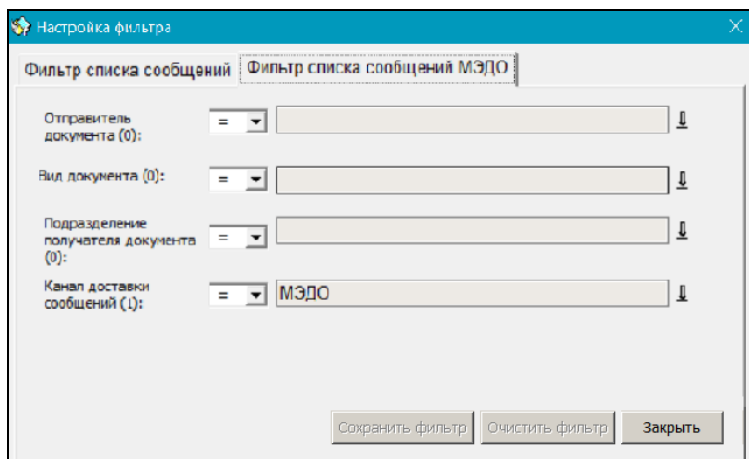 Настройка фильтра
Фильтр списка сообщений Фильтр списка сообщений МЭДО
Отправитель
документа (0):
=
Вид документа (0):
=
Подразделение
получателя документа
(0):
=
Канал доставки
сообщений (1):
= МЭДО
Сохранить фильтр Очистить фильтр Закрыть